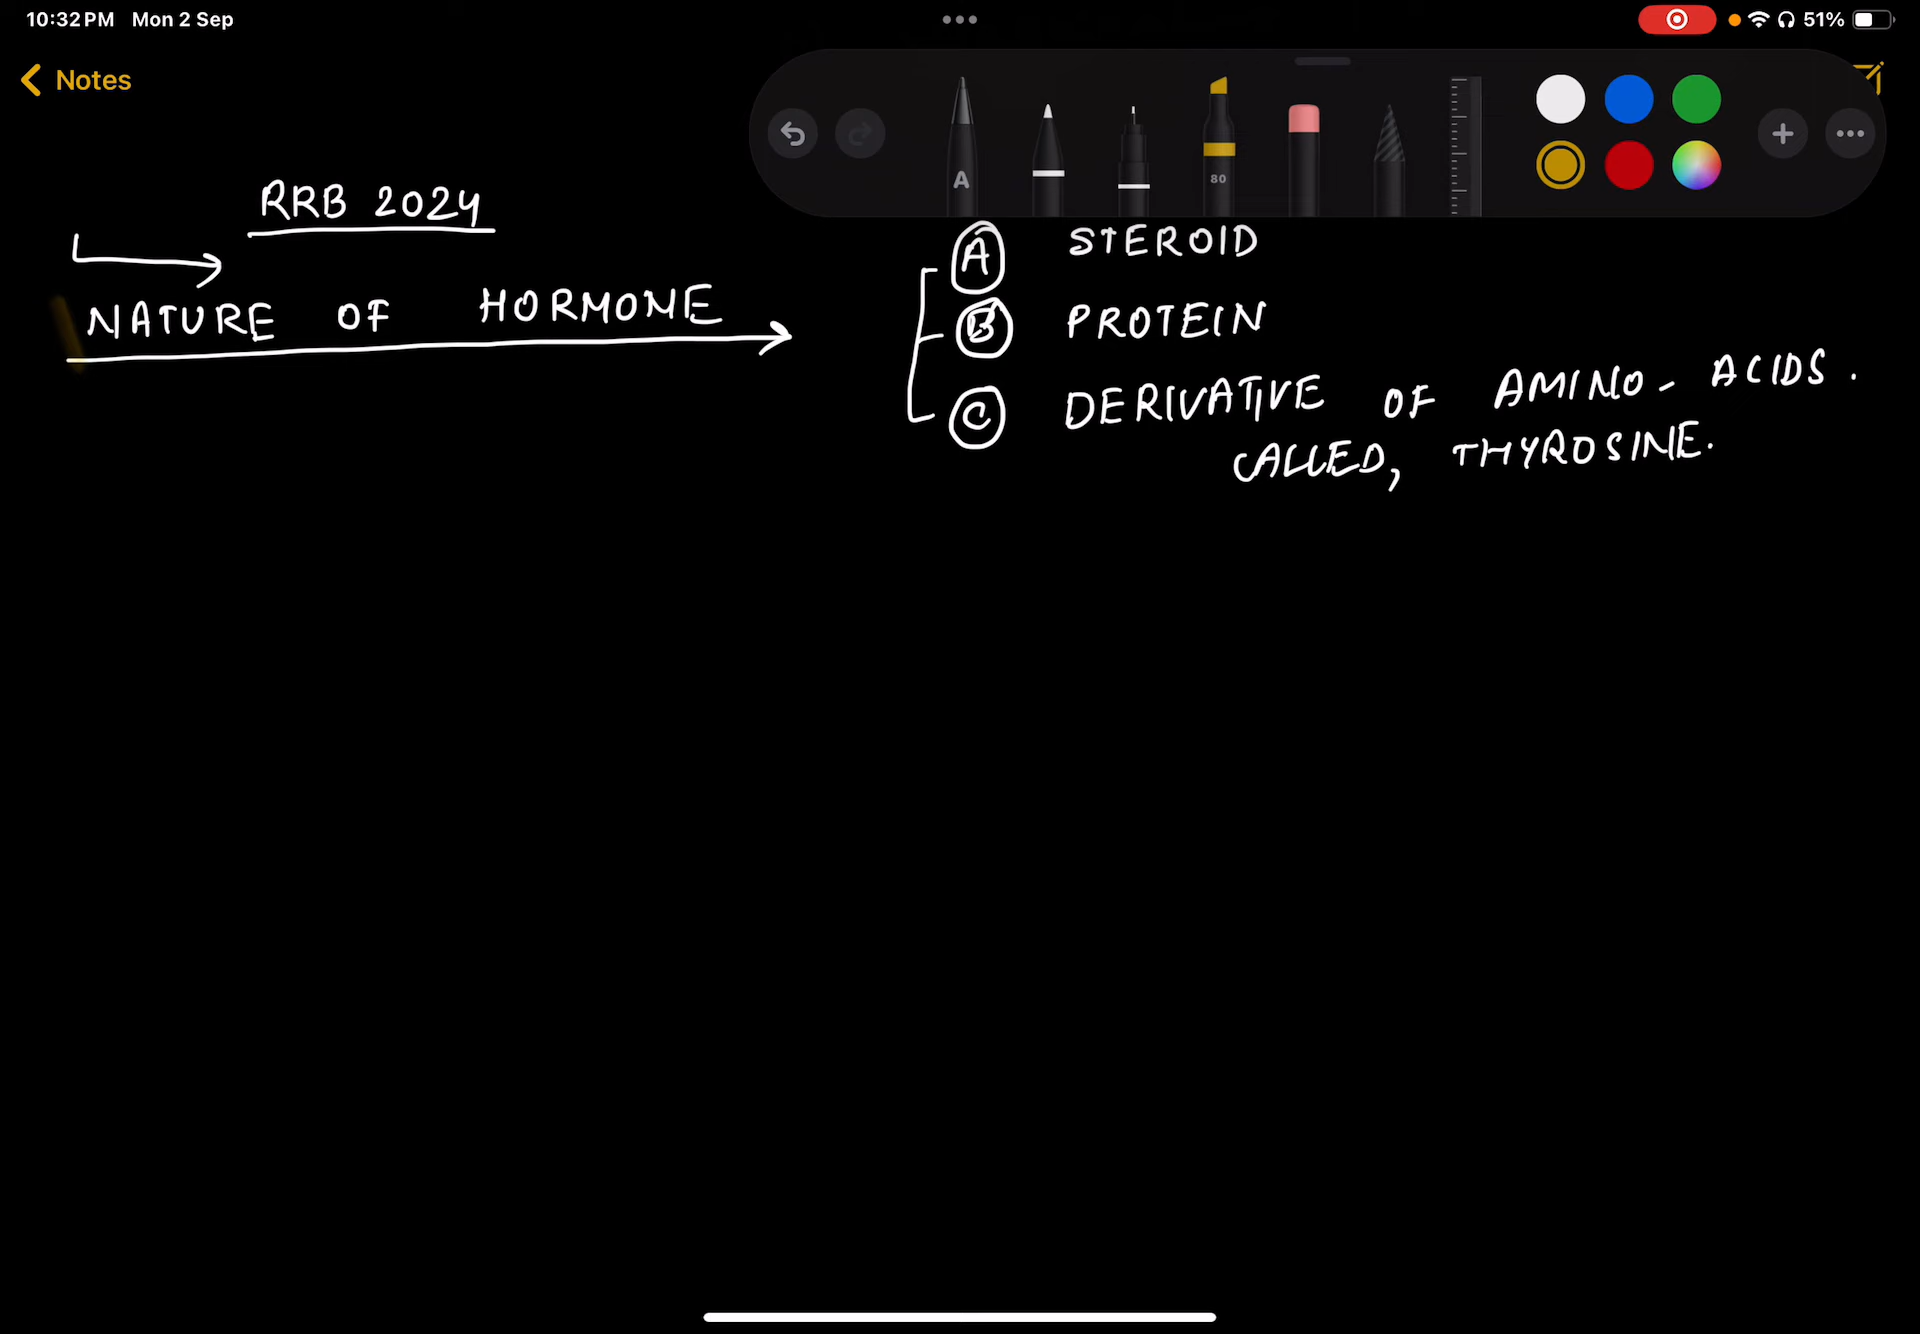 10:32 PM Mon 2 Sep
51%
Notes
A
80
RRB 2024
NATURE OF HORMONE
A STEROID
B PROTEIN
C DERIVATIVE OF AMINO - ACIDS.
CALLED, THYROSINE.